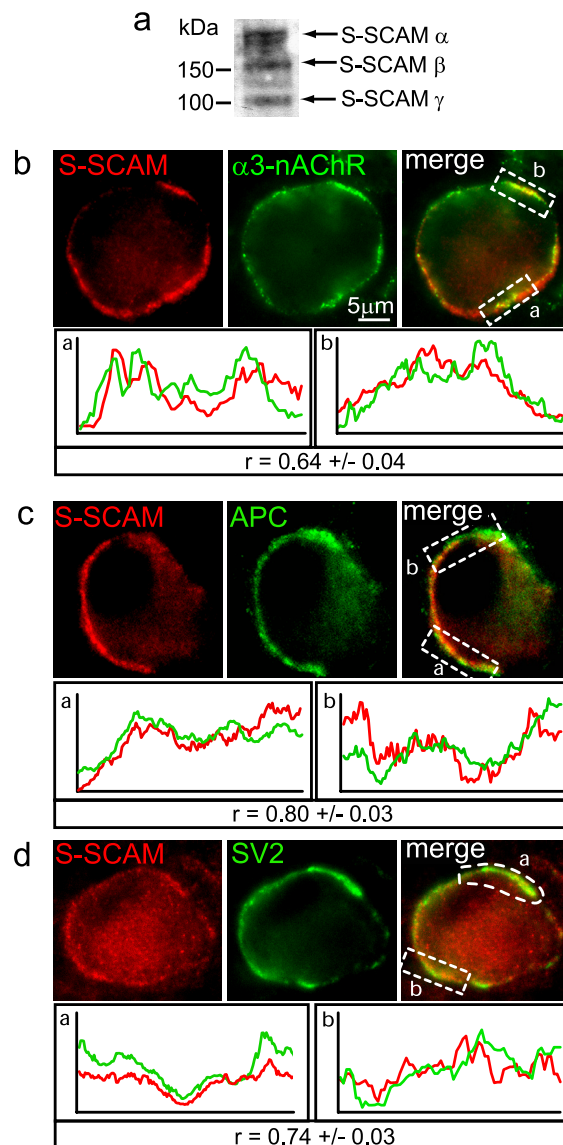 a
kDa
S-SCAM α
150
S-SCAM β
100
S-SCAM γ
b
S-SCAM
α3-nAChR
merge
b
5μm
a
a
b
r = 0.64 +/- 0.04
c
S-SCAM
APC
merge
b
a
a
b
r = 0.80 +/- 0.03
d
S-SCAM
SV2
merge
a
b
a
b
r = 0.74 +/- 0.03